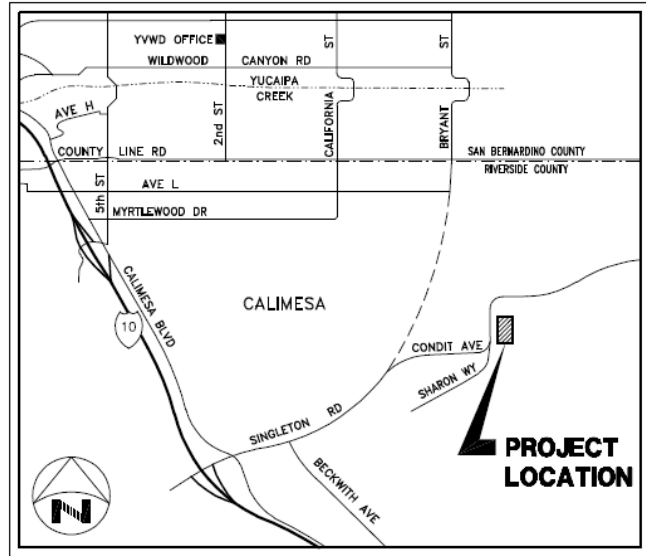 YVWD OFFICE
WILDWOOD CANYON RD
ST
ST
YUCAIPA
CREEK
AVE H
2nd ST
CALIFORNIA
BRYANT
COUNTY LINE RD
SAN BERNARDINO COUNTY
RIVERSIDE COUNTY
5th ST
AVE L
MYRTLEWOOD DR
CALIMESA BLVD
CALIMESA
10
CONDIT AVE
SHARON WY
SINGLETON RD
BECKWITH AVE
PROJECT
LOCATION
N